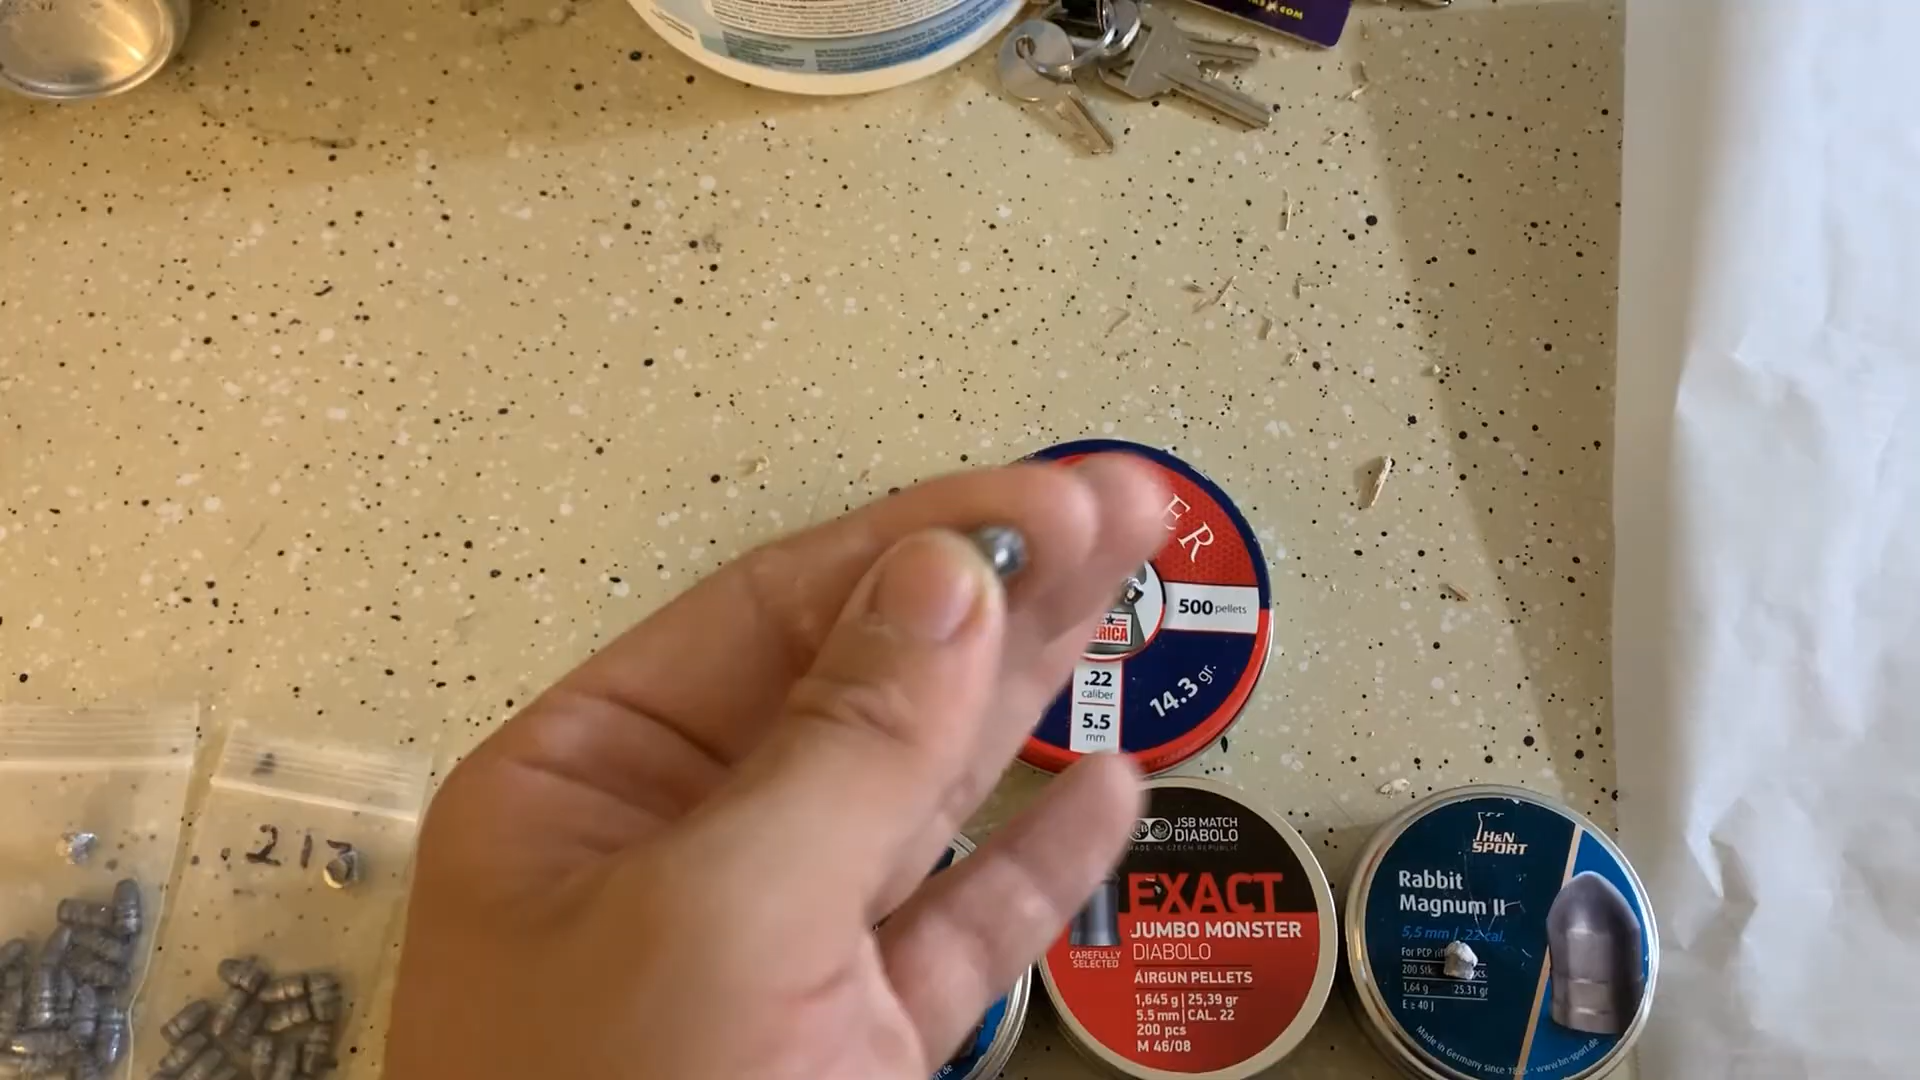 .COM
ER
500 pellets
ERICA
.22
caliber
5.5
mm
14.3 gr.
.213
JSB MATCH
DIABOLO
MADE IN CZECH REPUBLIC
EXACT
JUMBO MONSTER
DIABOLO
CAREFULLY
SELECTED
AIRGUN PELLETS
1,645 g | 25,39 gr
5.5 mm | CAL. 22
200 pcs
M 46/08
H&N
SPORT
Rabbit
Magnum II
5,5 mm | .22 cal.
For PCP
200 Stk.
1,64 g
25.31 gr
E ≥ 40 J
Made in Germany since
www.hn-sport.de